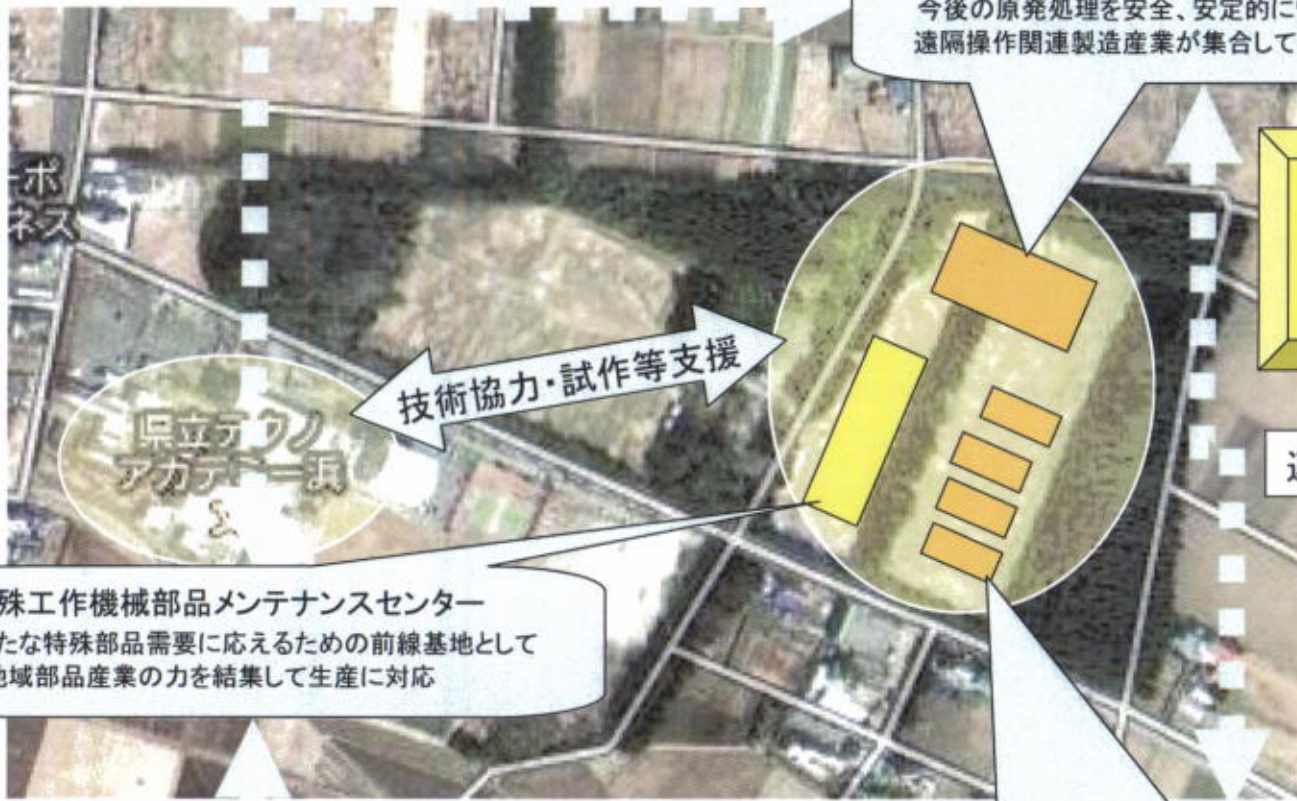 今後の原発処理を安全、安定的に
遠隔操作関連製造産業が集合して
ーポ
ネス
技術協力・試作等支援
県立テクノ
アカデミー浜
殊工作機械部品メンテナンスセンター
たな特殊部品需要に応えるための前線基地として
地域部品産業の力を結集して生産に対応